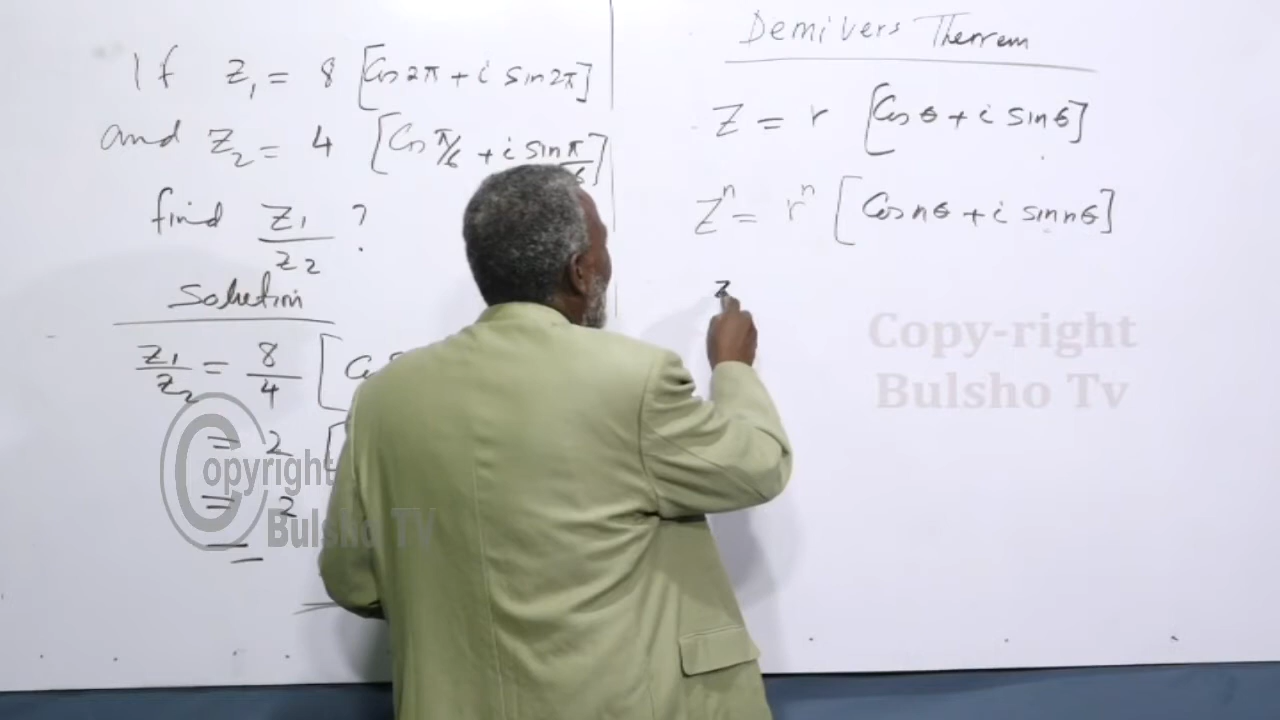 If Z₁ = 8 [Cos 2π + i sin 2π]
and Z₂ = 4 [Cos π/6 + i sin π/6]
find Z₁/Z₂ ?
Solution
Z₁/Z₂ = 8/4 [Co
= 2 [
= 2
Demivers Theorem
Z = r [Cos θ + i sin θ]
Zⁿ = rⁿ [Cos nθ + i sin nθ]
z
Copy-right
Bulsho Tv
Copyright
Bulsho TV